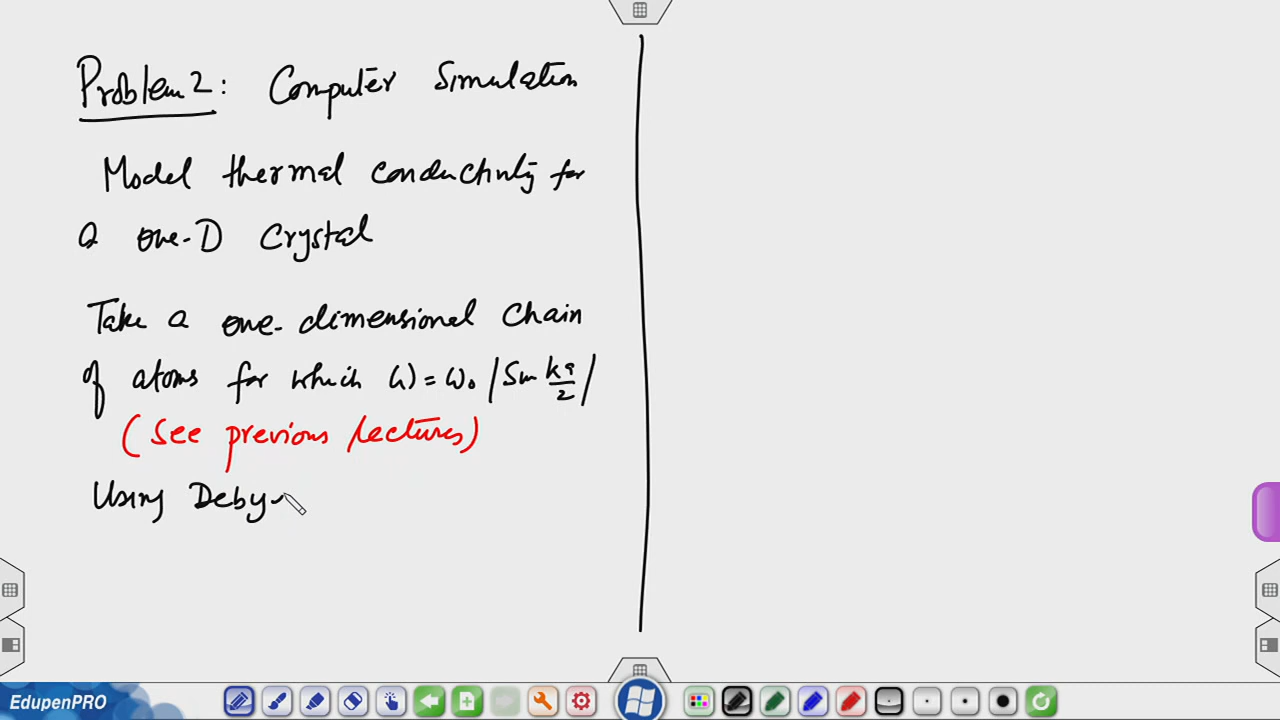 Problem 2: Computer Simulation
Model thermal conductivity for
a one-D Crystal
Take a one-dimensional Chain
of atoms for which ω = ω₀ |Sin ka/2|
(See previous lectures)
Using Deby
EdupenPRO